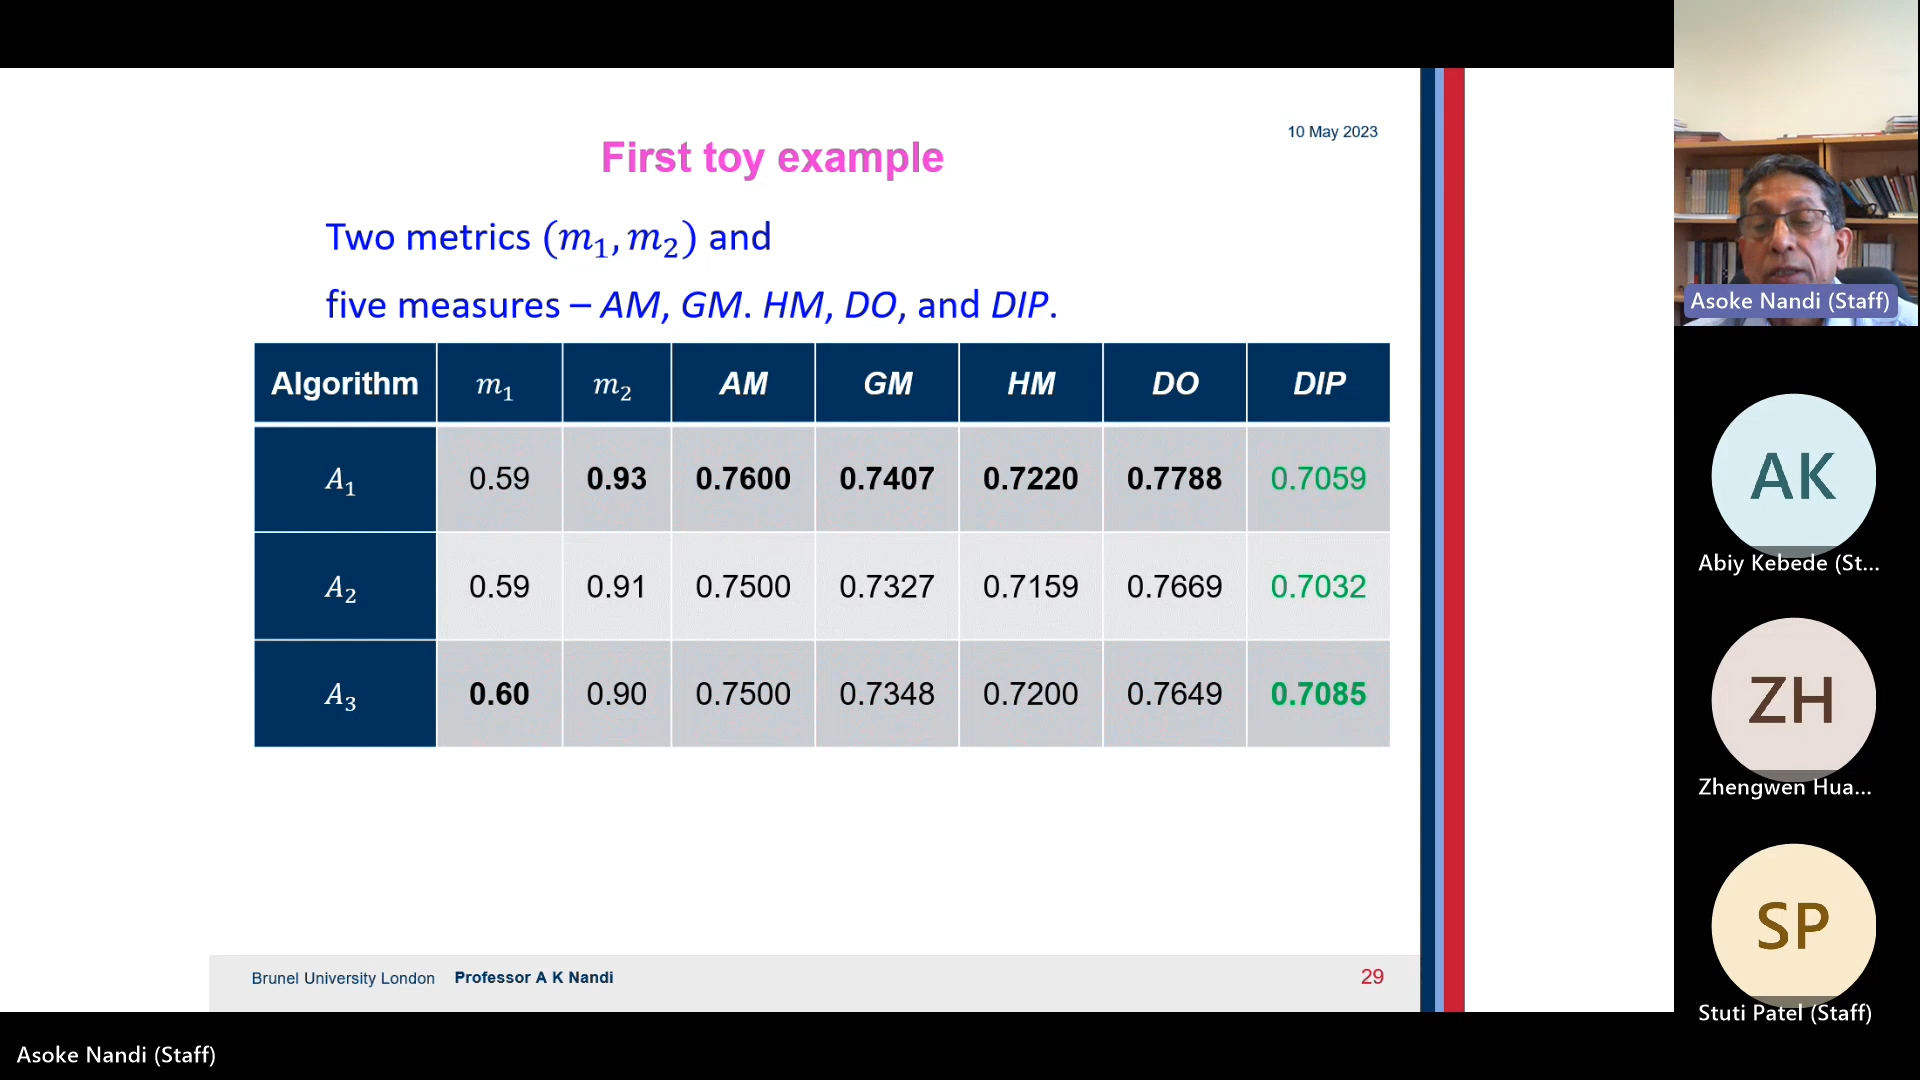 10 May 2023
First toy example
Two metrics (m₁, m₂) and
five measures – AM, GM. HM, DO, and DIP.
Algorithm m₁ m₂ AM GM HM DO DIP
A₁ 0.59 0.93 0.7600 0.7407 0.7220 0.7788 0.7059
A₂ 0.59 0.91 0.7500 0.7327 0.7159 0.7669 0.7032
A₃ 0.60 0.90 0.7500 0.7348 0.7200 0.7649 0.7085
Brunel University London Professor A K Nandi 29
Asoke Nandi (Staff)
AK
Abiy Kebede (St...
ZH
Zhengwen Hua...
SP
Stuti Patel (Staff)
Asoke Nandi (Staff)